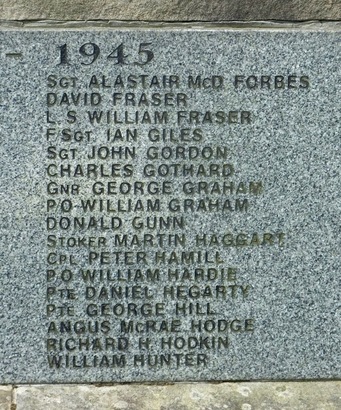 - 1945
SGT ALASTAIR MCD FORBES
DAVID FRASER
L S WILLIAM FRASER
F SGT IAN GILES
SGT JOHN GORDON
CHARLES GOTHARD
GNR GEORGE GRAHAM
P.O WILLIAM GRAHAM
DONALD GUNN
STOKER MARTIN HAGGART
CPL PETER HAMILL
P.O WILLIAM HARDIE
PTE DANIEL HEGARTY
PTE GEORGE HILL
ANGUS MCRAE HODGE
RICHARD H HODKIN
WILLIAM HUNTER